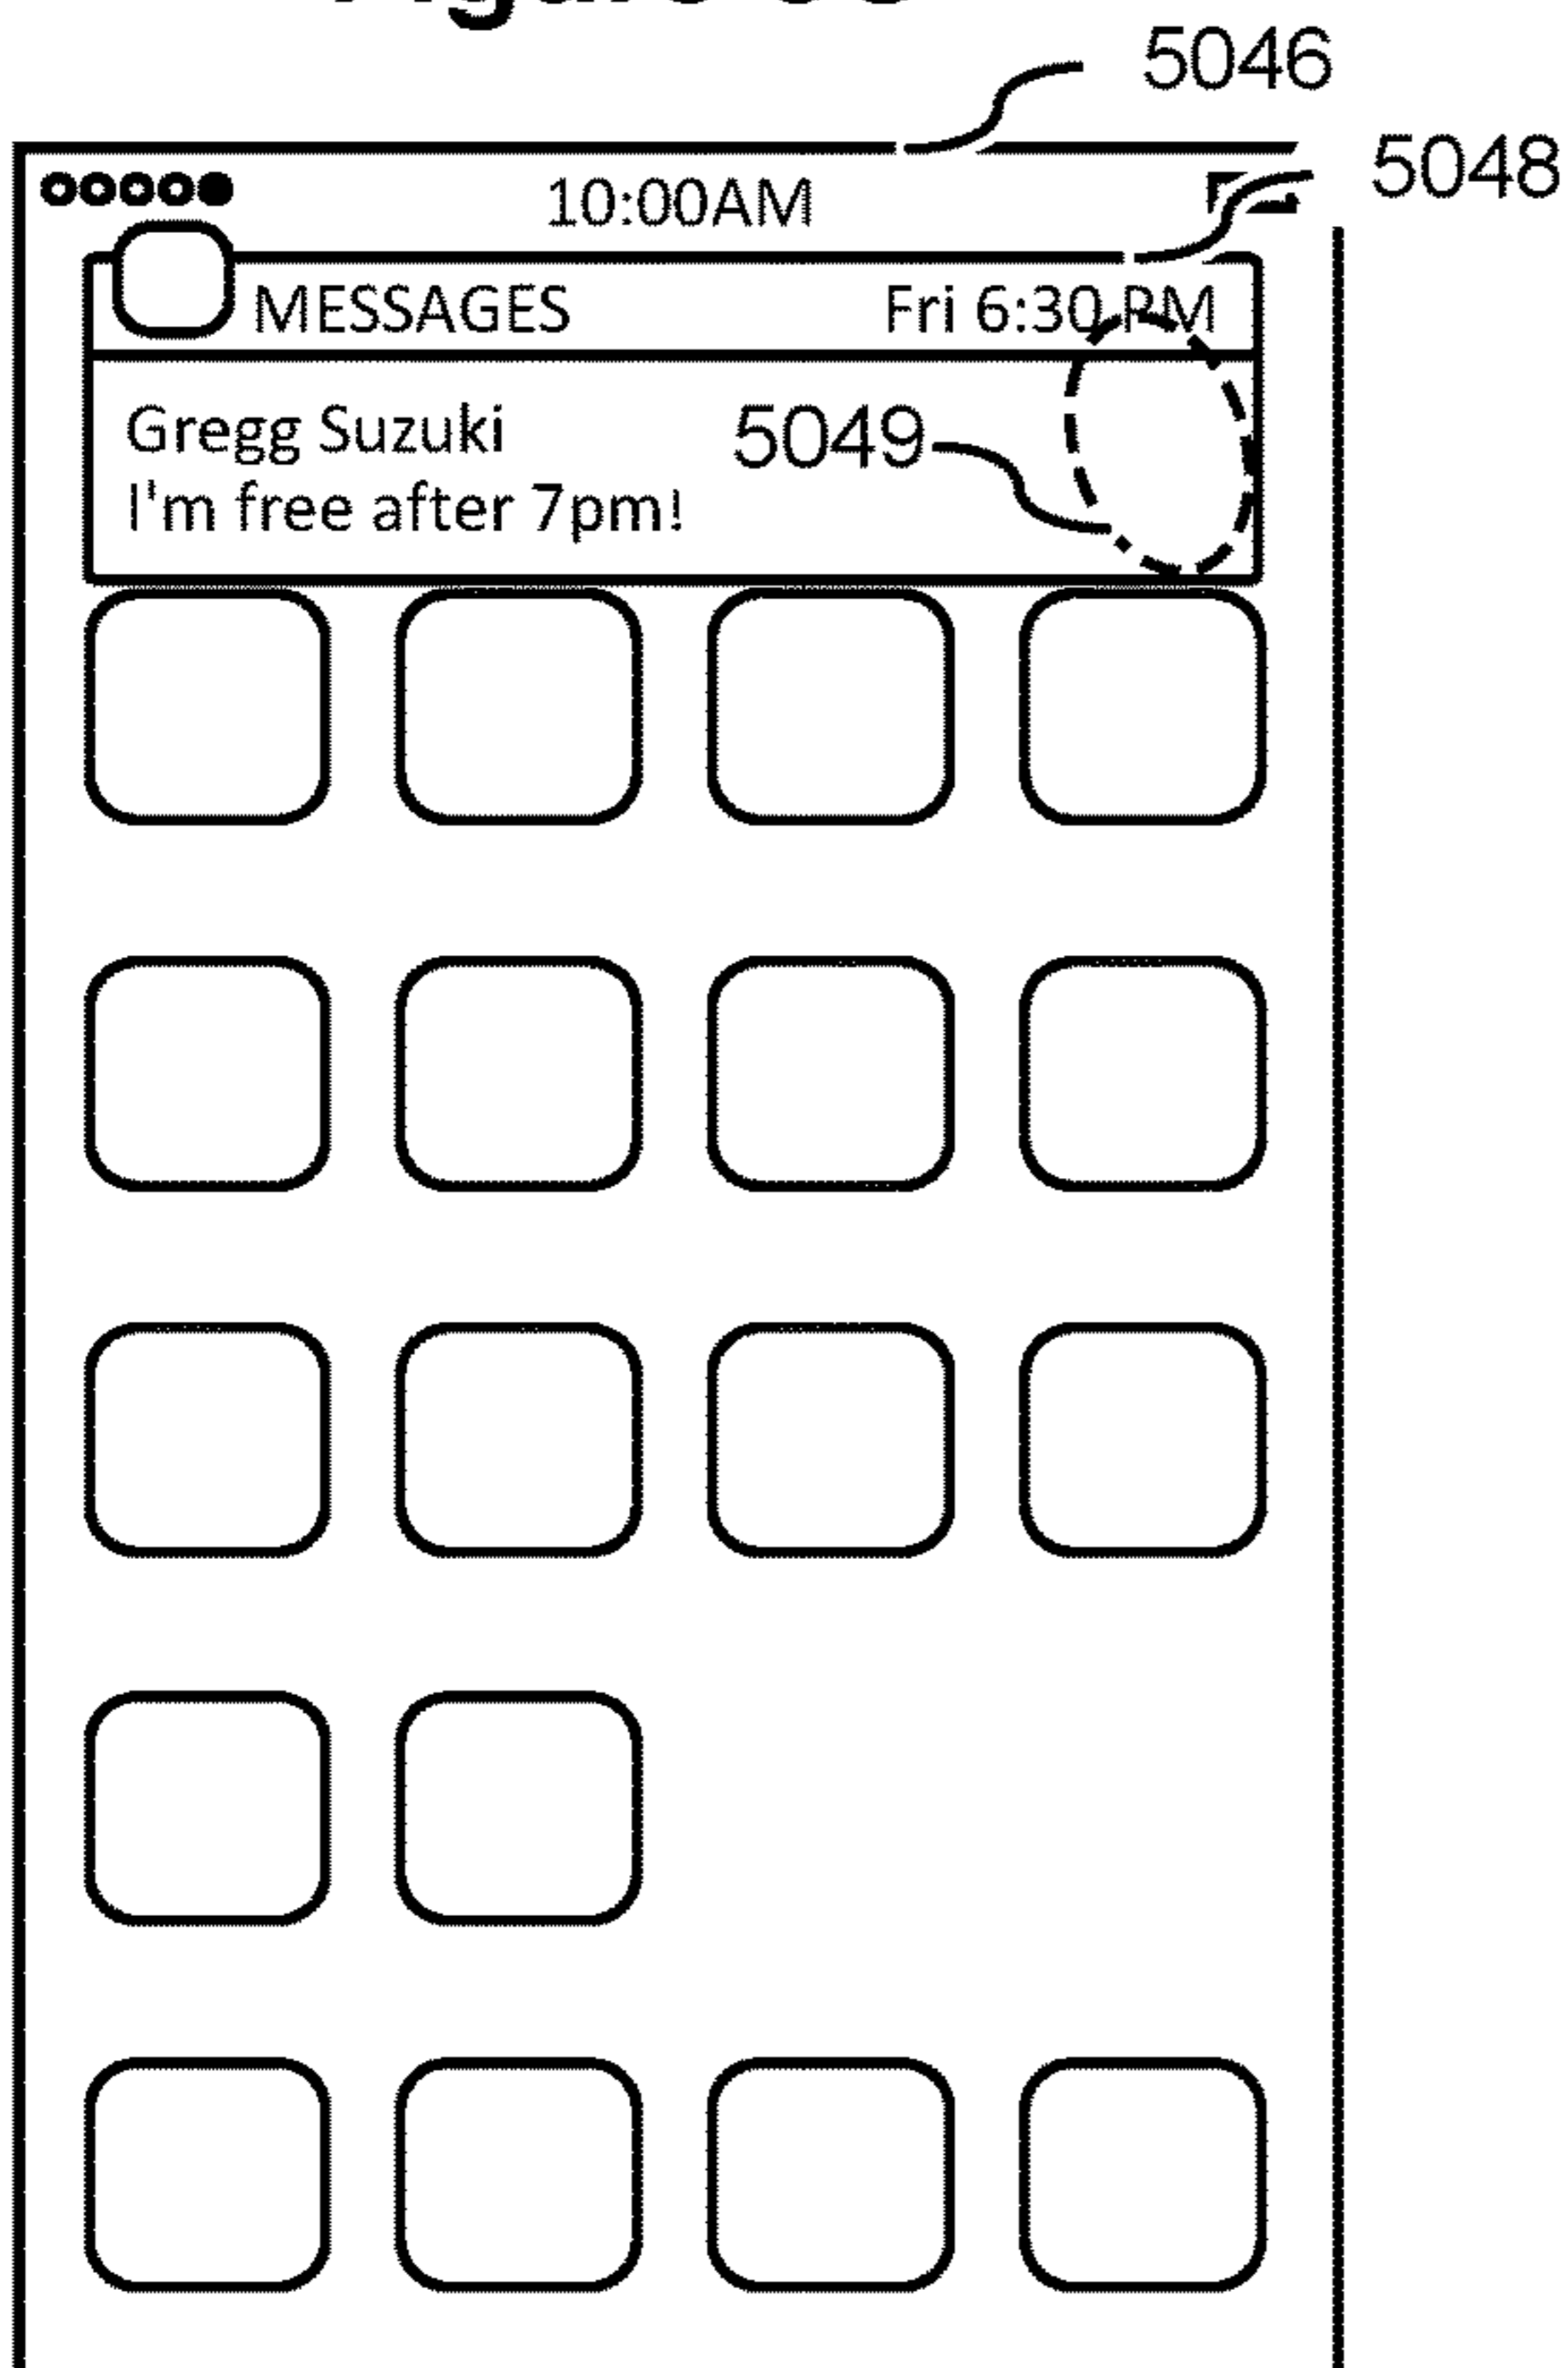 5046
5048
10:00AM
MESSAGES Fri 6:30 PM
Gregg Suzuki
5049
I'm free after 7pm!